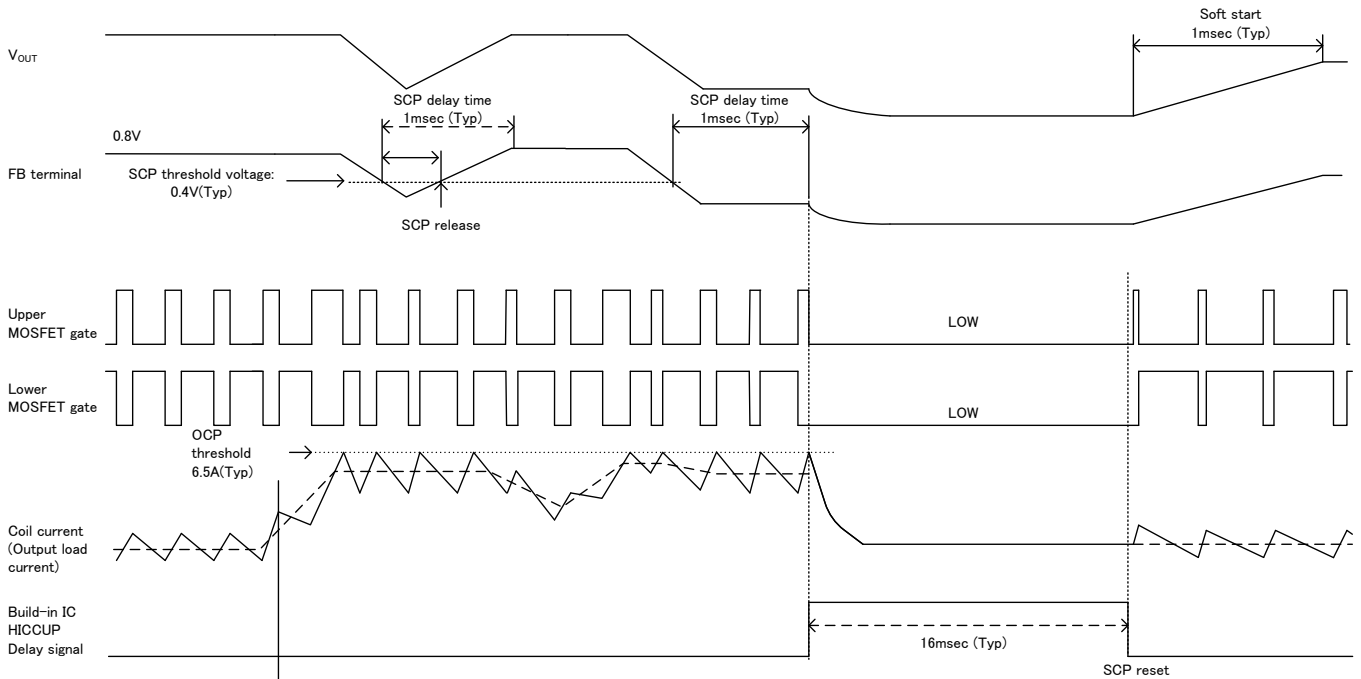 Soft start
1msec (Typ)
VOUT
SCP delay time
1msec (Typ)
SCP delay time
1msec (Typ)
0.8V
FB terminal
SCP threshold voltage:
0.4V(Typ)
SCP release
Upper
MOSFET gate
LOW
Lower
MOSFET gate
LOW
OCP
threshold
6.5A(Typ)
Coil current
(Output load
current)
Build-in IC
HICCUP
Delay signal
16msec (Typ)
SCP reset